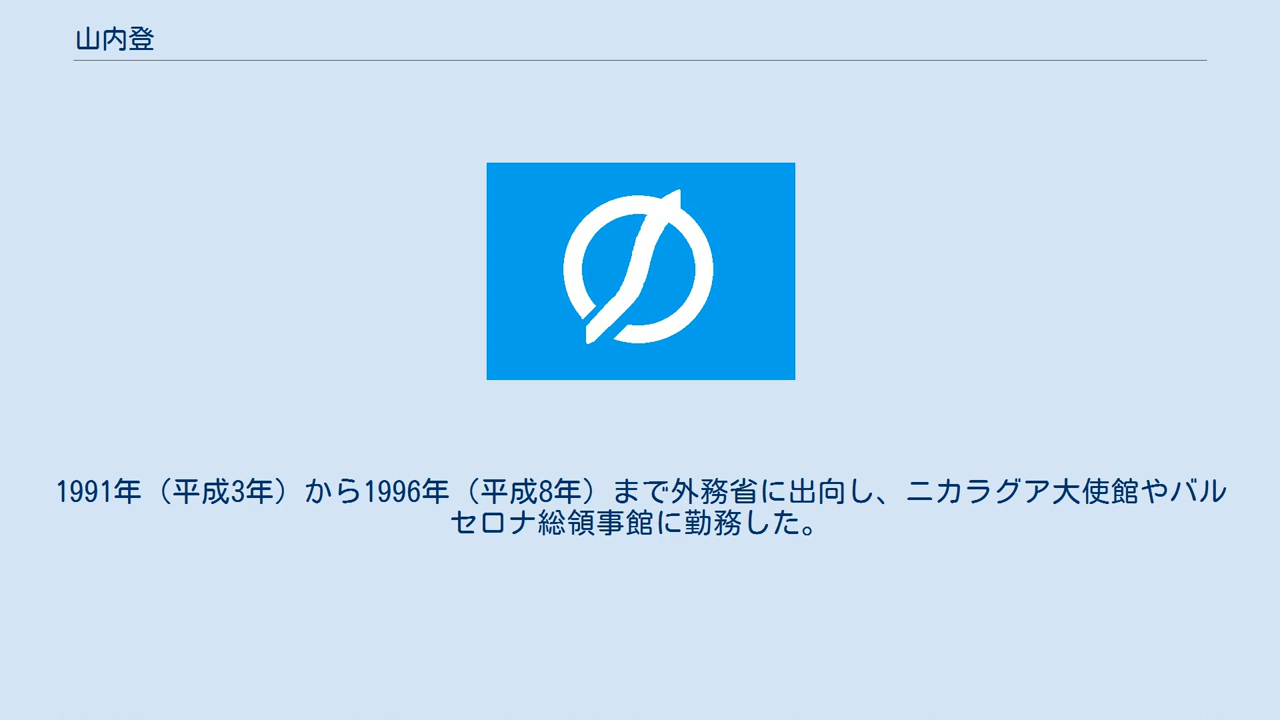 山内登
1991年（平成3年）から1996年（平成8年）まで外務省に出向し、ニカラグア大使館やバル
セロナ総領事館に勤務した。